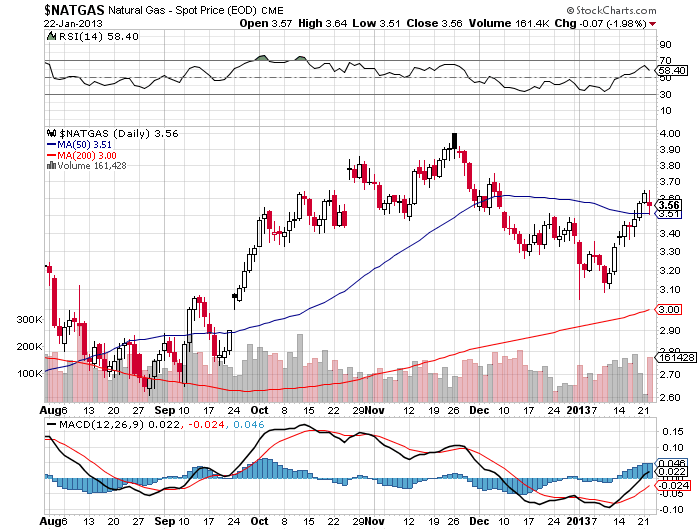 $NATGAS Natural Gas - Spot Price (EOD) CME © StockCharts.com
22-Jan-2013 Open 3.57 High 3.64 Low 3.51 Close 3.56 Volume 161.4K Chg -0.07 (-1.98%)
RSI(14) 58.40
90
70
58.40
50
30
10
$NATGAS (Daily) 3.56
MA(50) 3.51
MA(200) 3.00
Volume 161,428
4.00
3.90
3.80
3.70
3.60
3.56
3.51
3.40
3.30
3.20
3.10
3.00
2.90
2.80
2.70
2.60
300K
200K
100K
161428
Aug 6 13 20 27 Sep 10 17 24 Oct 8 15 22 Nov 12 19 26 Dec 10 17 24 2013 7 14 21
MACD(12,26,9) 0.022, -0.024, 0.046
0.15
0.10
0.046
0.022
-0.024
-0.05
-0.10
Aug 6 13 20 27 Sep 10 17 24 Oct 8 15 22 Nov 12 19 26 Dec 10 17 24 2013 7 14 21